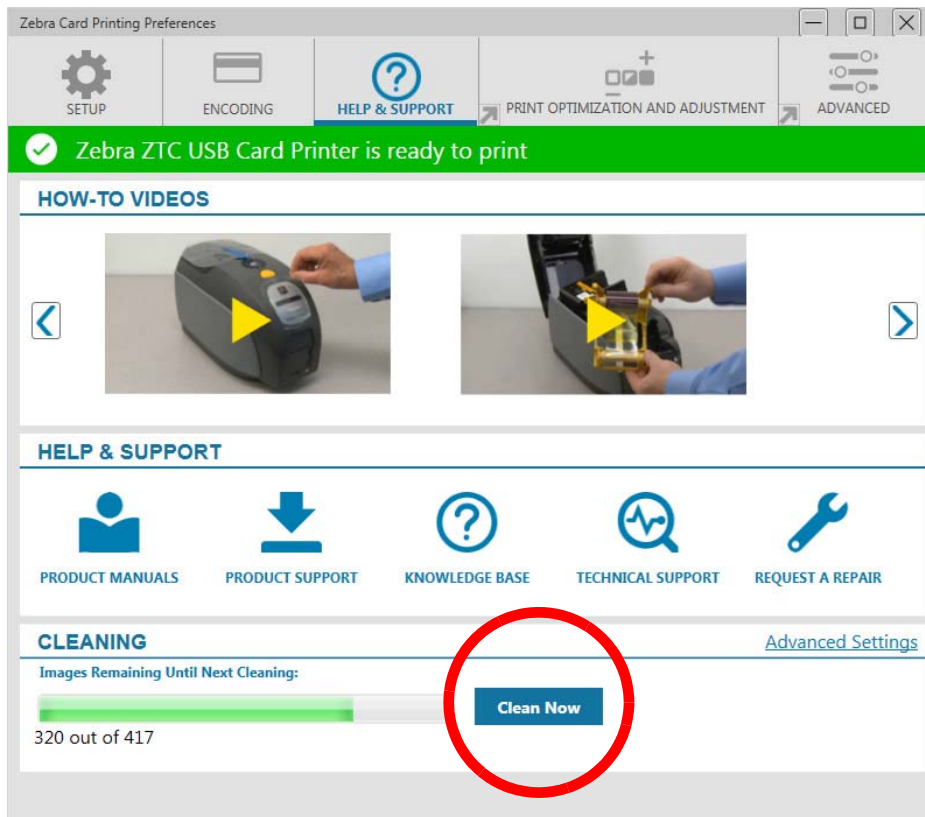 Zebra Card Printing Preferences
SETUP
ENCODING
HELP & SUPPORT
PRINT OPTIMIZATION AND ADJUSTMENT
ADVANCED
Zebra ZTC USB Card Printer is ready to print
HOW-TO VIDEOS
HELP & SUPPORT
PRODUCT MANUALS
PRODUCT SUPPORT
KNOWLEDGE BASE
TECHNICAL SUPPORT
REQUEST A REPAIR
CLEANING
Advanced Settings
Images Remaining Until Next Cleaning:
Clean Now
320 out of 417